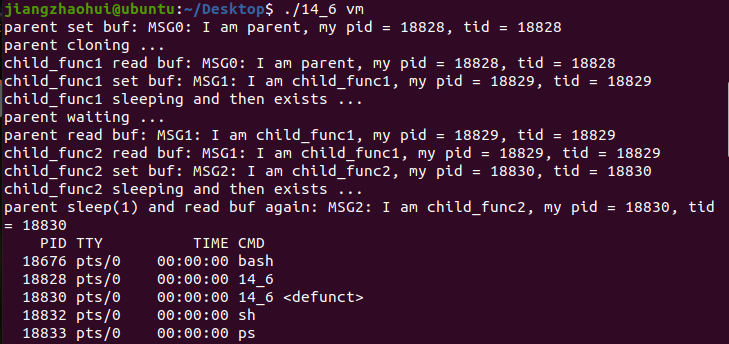 jiangzhaohui@ubuntu:~/Desktop$ ./14_6 vm
parent set buf: MSG0: I am parent, my pid = 18828, tid = 18828
parent cloning ...
child_func1 read buf: MSG0: I am parent, my pid = 18828, tid = 18828
child_func1 set buf: MSG1: I am child_func1, my pid = 18829, tid = 18829
child_func1 sleeping and then exists ...
parent waiting ...
parent read buf: MSG1: I am child_func1, my pid = 18829, tid = 18829
child_func2 read buf: MSG1: I am child_func1, my pid = 18829, tid = 18829
child_func2 set buf: MSG2: I am child_func2, my pid = 18830, tid = 18830
child_func2 sleeping and then exists ...
parent sleep(1) and read buf again: MSG2: I am child_func2, my pid = 18830, tid
= 18830
    PID TTY          TIME CMD
  18676 pts/0    00:00:00 bash
  18828 pts/0    00:00:00 14_6
  18830 pts/0    00:00:00 14_6 <defunct>
  18832 pts/0    00:00:00 sh
  18833 pts/0    00:00:00 ps